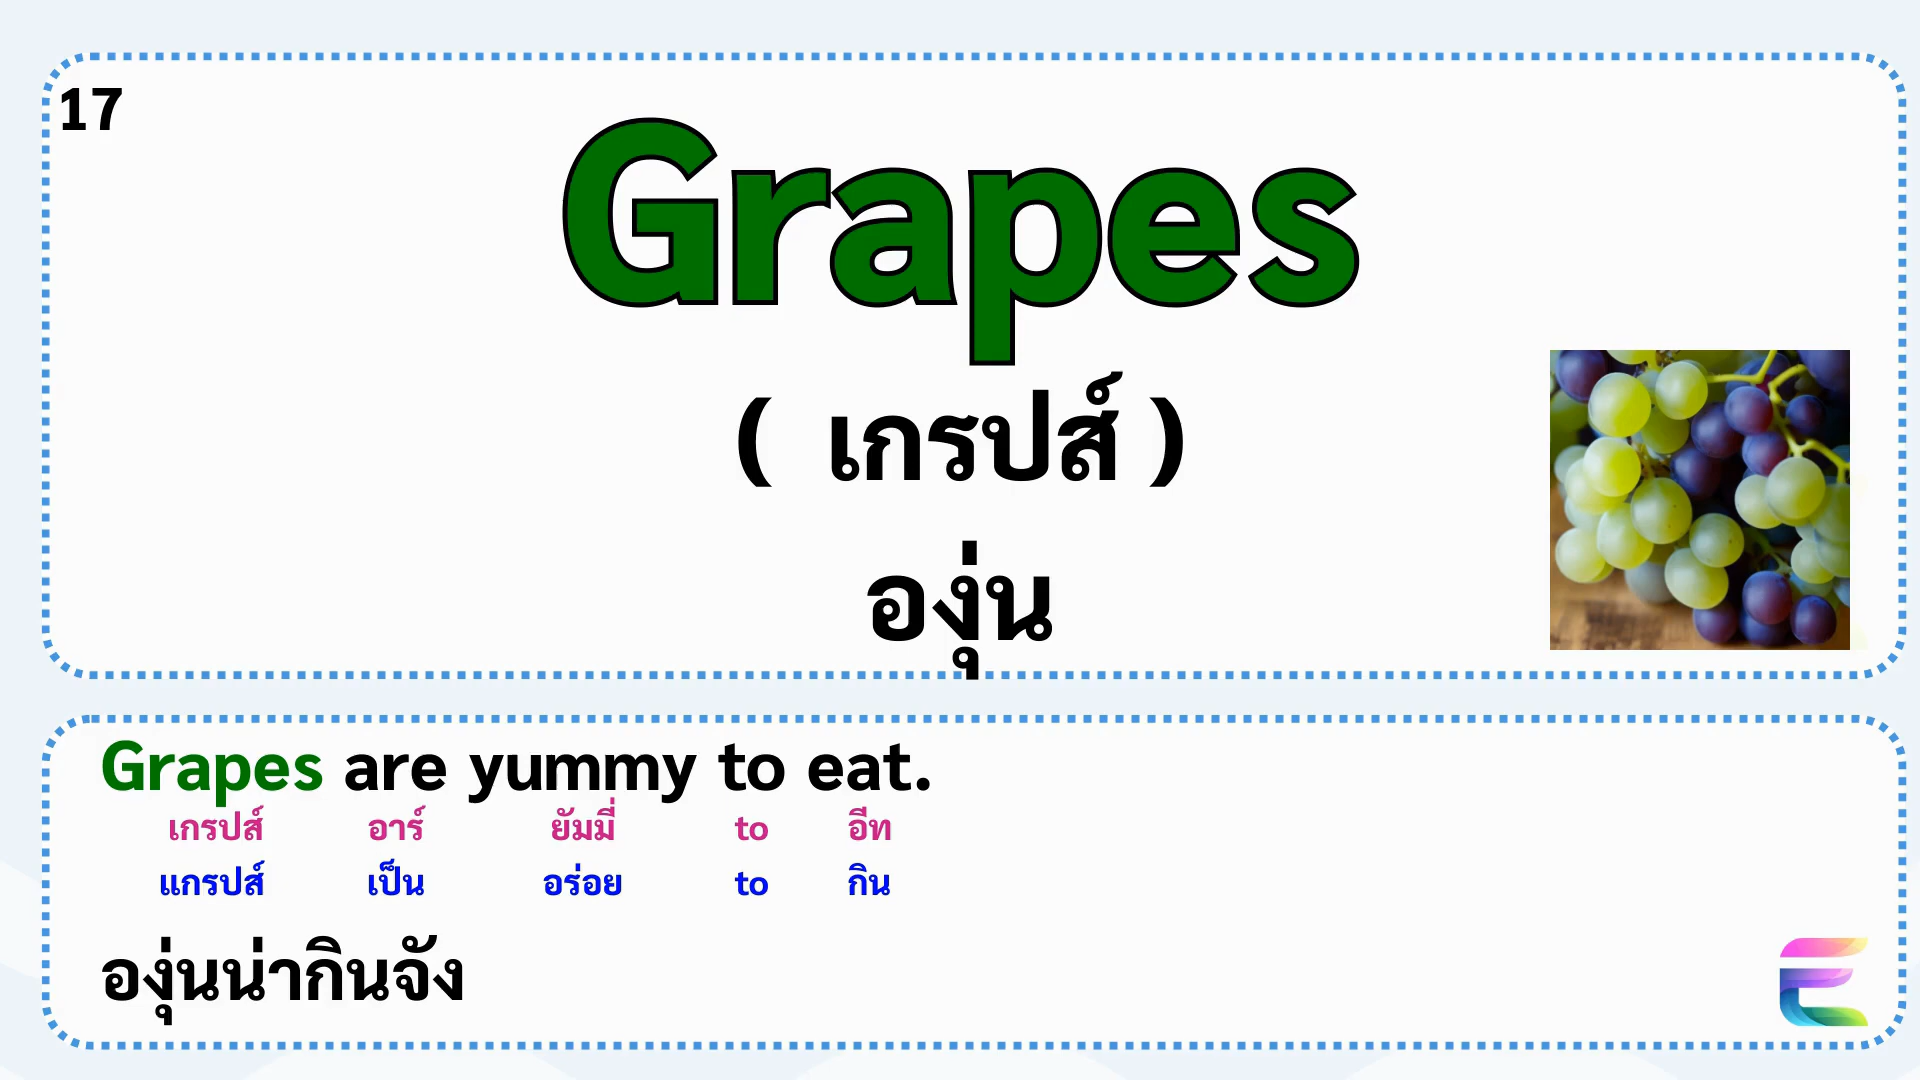 17
Grapes
( เกรปส์ )
องุ่น
Grapes are yummy to eat.
เกรปส์ อาร์ ยัมมี่ to อีท
แกรปส์ เป็น อร่อย to กิน
องุ่นน่ากินจัง